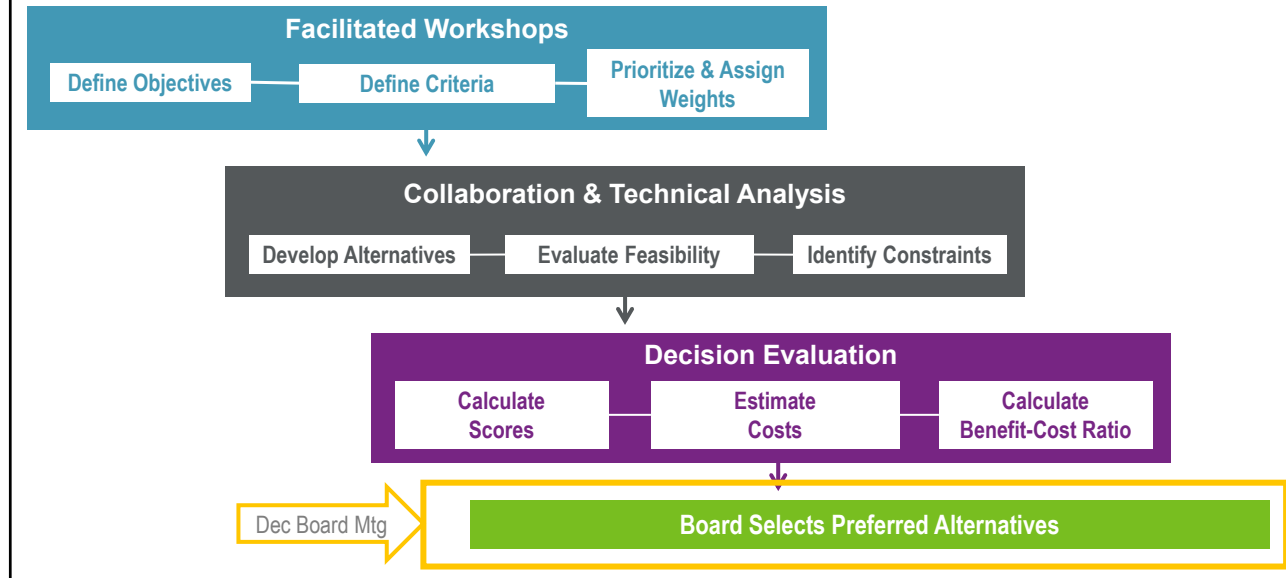 Facilitated Workshops
Define Objectives
Define Criteria
Prioritize & Assign
Weights
Collaboration & Technical Analysis
Develop Alternatives
Evaluate Feasibility
Identify Constraints
Decision Evaluation
Calculate
Scores
Estimate
Costs
Calculate
Benefit-Cost Ratio
Dec Board Mtg
Board Selects Preferred Alternatives